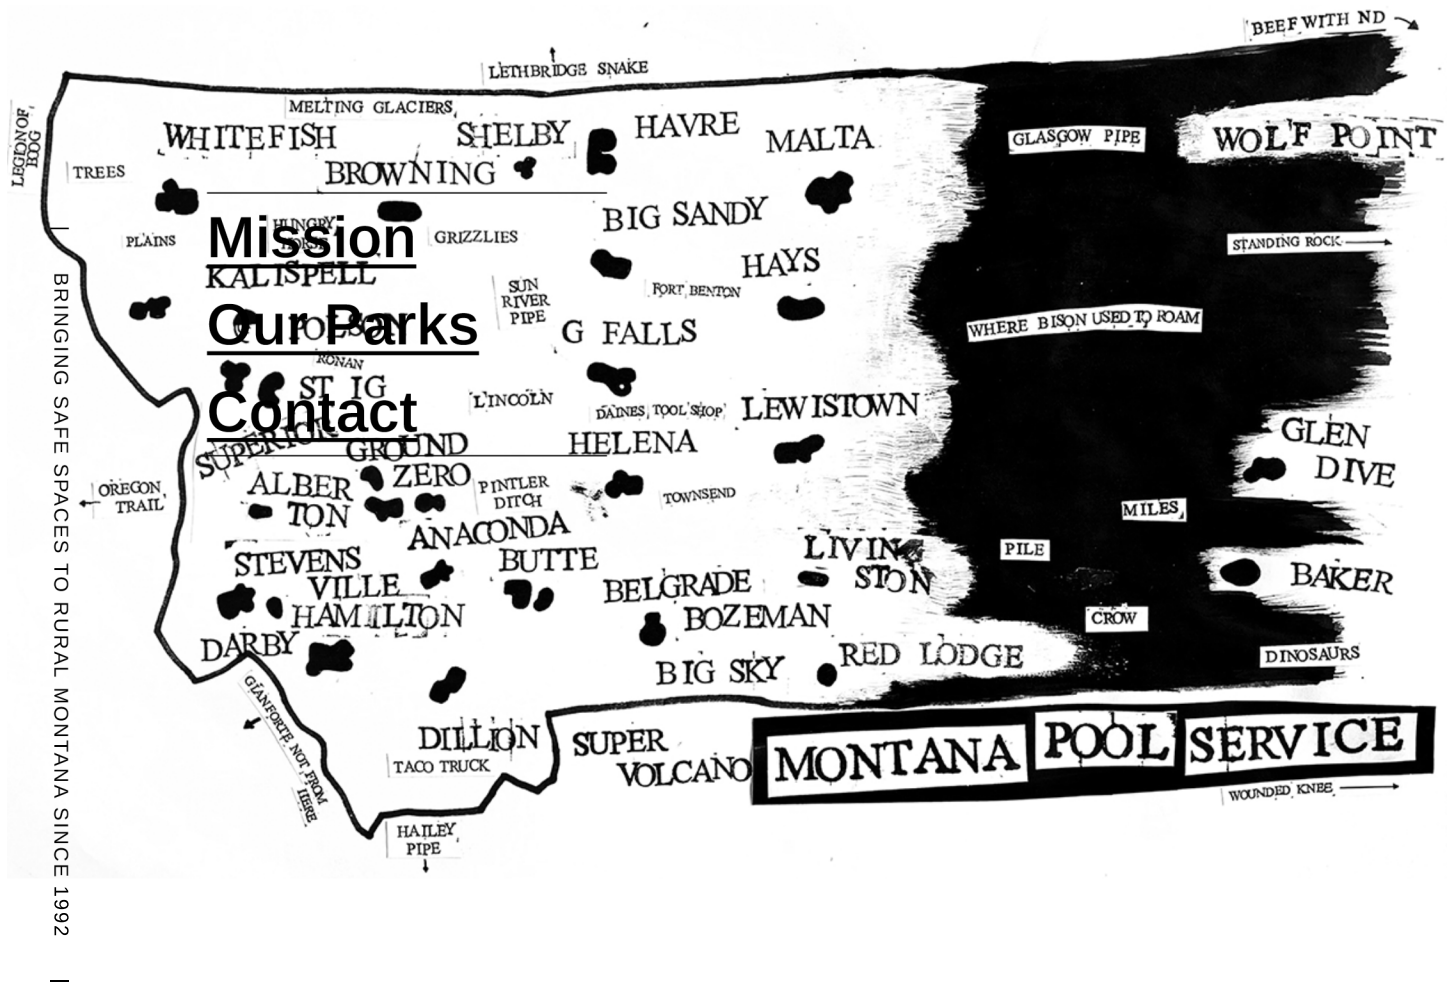 BEEF WITH ND
LETHBRIDGE SNAKE
MELTING GLACIERS
LEGION OF
BOG
WHITEFISH
SHELBY
HAVRE
MALTA
GLASGOW PIPE
WOLF POINT
TREES
BROWNING
BIG SANDY
HUNGRY
HORSE
Mission
PLAINS
GRIZZLIES
STANDING ROCK
KALISPELL
HAYS
SUN
RIVER
PIPE
FORT BENTON
POLSON
Our Parks
G FALLS
WHERE BISON USED TO ROAM
RONAN
ST IG
LINCOLN
DAINES TOOL SHOP
LEWISTOWN
Contact
SUPERIOR
GROUND
ZERO
HELENA
GLEN
DIVE
ALBER
TON
PINTLER
DITCH
TOWNSEND
OREGON
TRAIL
MILES
ANACONDA
STEVENS
VILLE
BUTTE
LIVIN
STON
PILE
BELGRADE
BAKER
HAMILTON
BOZEMAN
CROW
DARBY
BIG SKY
RED LODGE
DINOSAURS
GIANFORTE NOT FROM
HERE
DILLION
TACO TRUCK
SUPER
VOLCANO
MONTANA POOL SERVICE
WOUNDED KNEE
HAILEY
PIPE
BRINGING SAFE SPACES TO RURAL MONTANA SINCE 1992